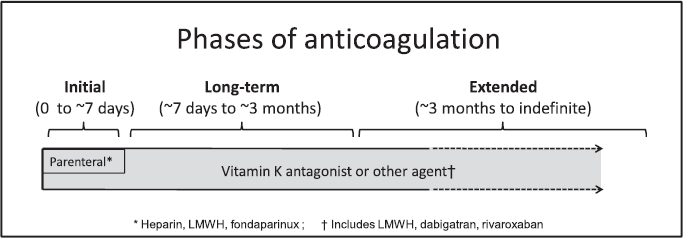 Phases of anticoagulation
Initial Long-term Extended
(0 to ~7 days) (~7 days to ~3 months) (~3 months to indefinite)
Parenteral*
Vitamin K antagonist or other agent†
* Heparin, LMWH, fondaparinux ; † Includes LMWH, dabigatran, rivaroxaban